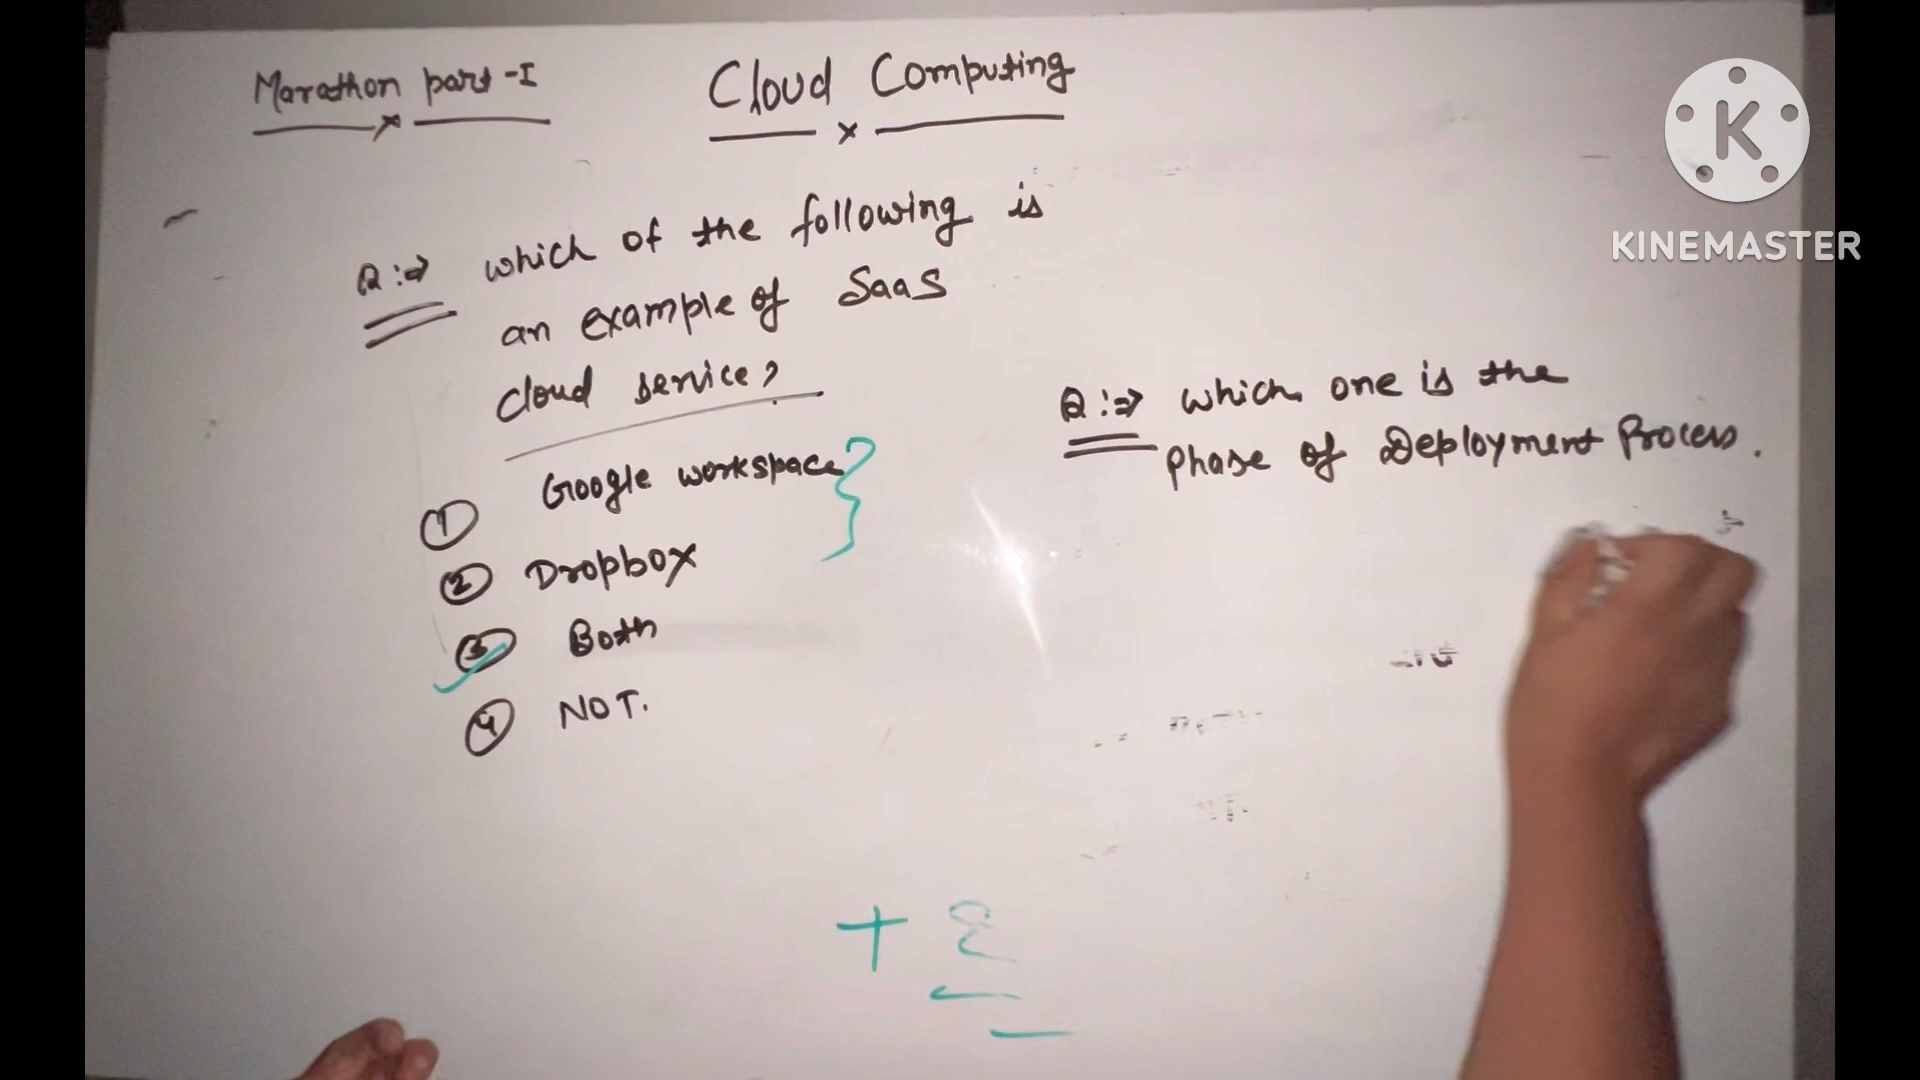 Marathon part-I
Cloud Computing
Q:⇒ which of the following is
an example of SaaS
cloud service?
① Google workspace
② Dropbox
③ Both
④ NOT.
Q:⇒ which one is the
phase of Deployment Process.
K
KINEMASTER